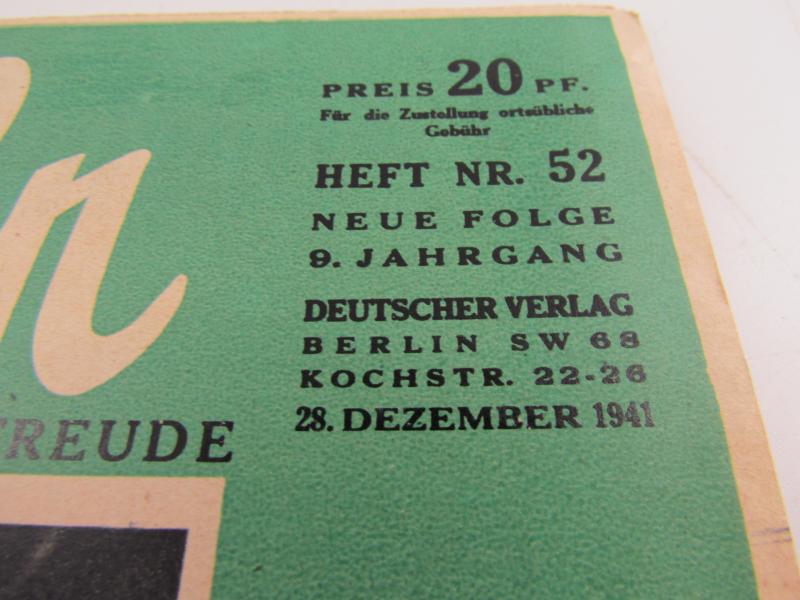 PREIS 20 PF.
Für die Zustellung ortsübliche
Gebühr
HEFT NR. 52
NEUE FOLGE
9. JAHRGANG
DEUTSCHER VERLAG
BERLIN SW 68
KOCHSTR. 22-26
28. DEZEMBER 1941
n
FREUDE